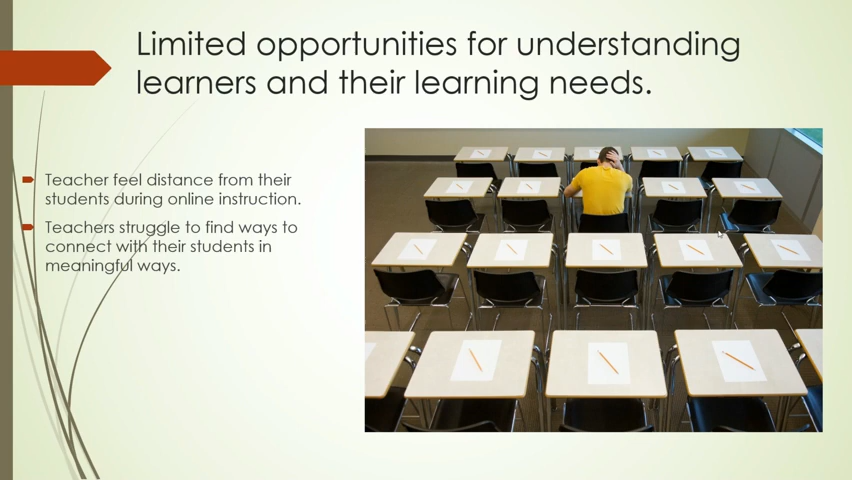 Limited opportunities for understanding
learners and their learning needs.
Teacher feel distance from their
students during online instruction.
Teachers struggle to find ways to
connect with their students in
meaningful ways.